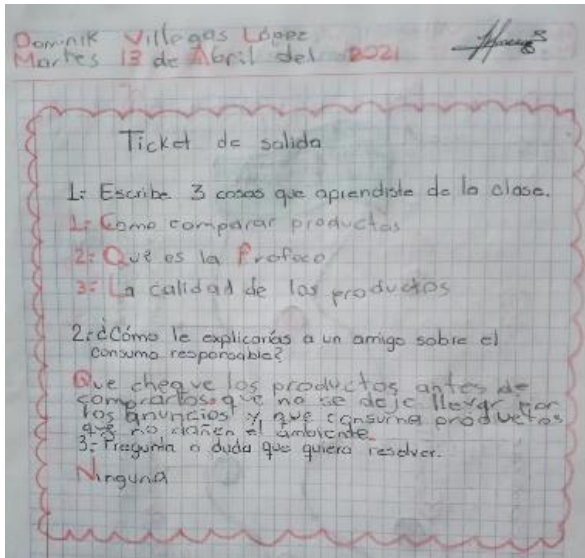 Dominik Villegas López
Martes 13 de Abril del 2021
Ticket de salida
1: Escribe 3 cosas que aprendiste de la clase.
1: Como comparar productos
2: Que es la Profeco
3: La calidad de los productos
2: ¿Cómo le explicarías a un amigo sobre el
consumo responsable?
Que cheque los productos antes de
comprarlos, que no se deje llevar por
los anuncios y que consuma productos
que no dañen el ambiente.
3: Pregunta o duda que quiera resolver.
Ninguna